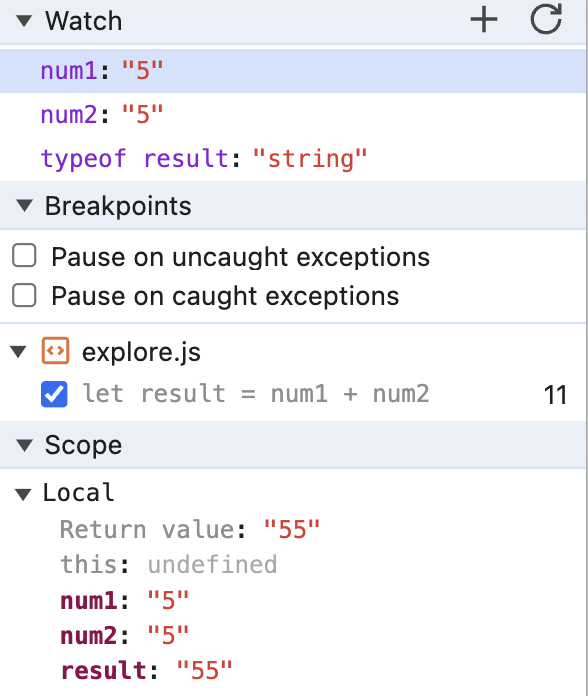 Watch
num1: "5"
num2: "5"
typeof result: "string"
Breakpoints
Pause on uncaught exceptions
Pause on caught exceptions
explore.js
let result = num1 + num2 11
Scope
Local
Return value: "55"
this: undefined
num1: "5"
num2: "5"
result: "55"